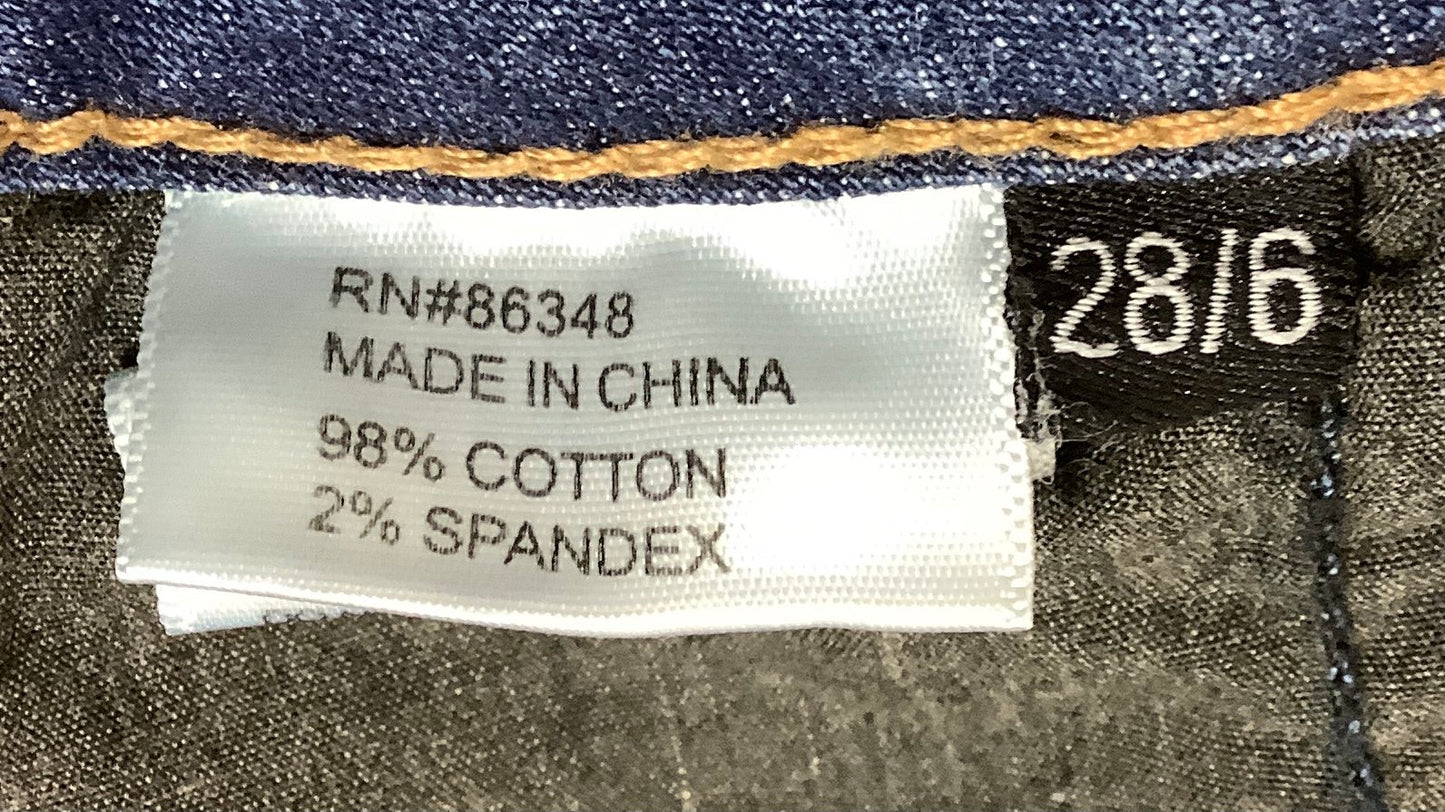 RN#86348
MADE IN CHINA
98% COTTON
2% SPANDEX
28/6